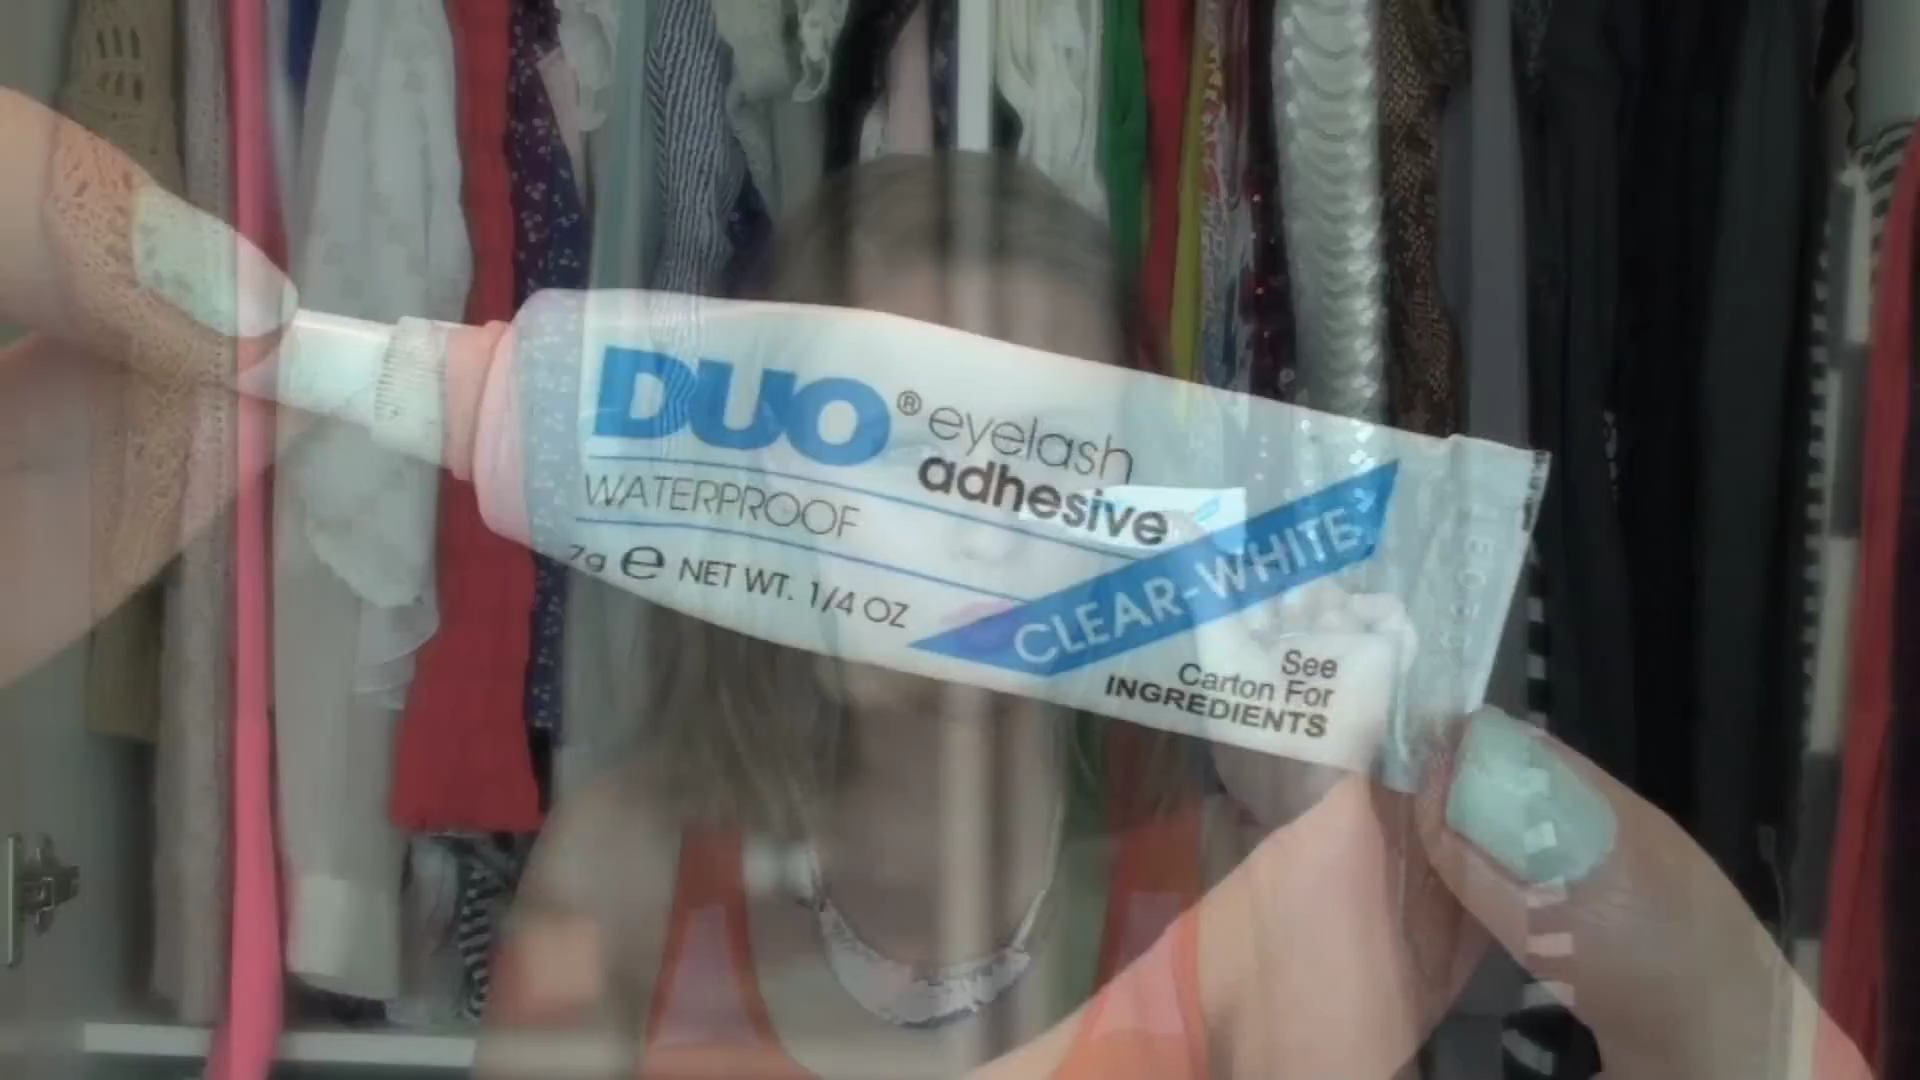 DUO® eyelash
adhesive
WATERPROOF
7g e NET WT. 1/4 OZ
CLEAR-WHITE
See
Carton For
INGREDIENTS